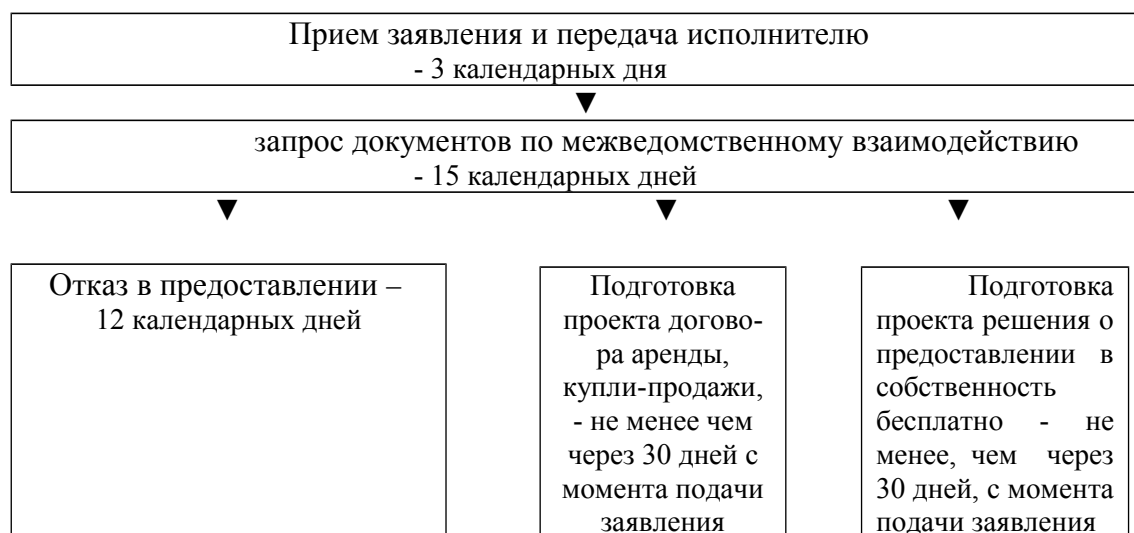 Прием заявления и передача исполнителю
- 3 календарных дня
запрос документов по межведомственному взаимодействию
- 15 календарных дней
Отказ в предоставлении –
12 календарных дней
Подготовка
проекта догово-
ра аренды,
купли-продажи,
- не менее чем
через 30 дней с
момента подачи
заявления
Подготовка
проекта решения о
предоставлении в
собственность
бесплатно - не
менее, чем через
30 дней, с момента
подачи заявления